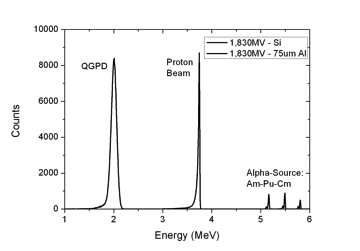 10000
8000
6000
4000
2000
0
Counts
1,830MV - Si
1,830MV - 75um Al
QGPD
Proton
Beam
Alpha-Source:
Am-Pu-Cm
1
2
3
4
5
6
Energy (MeV)